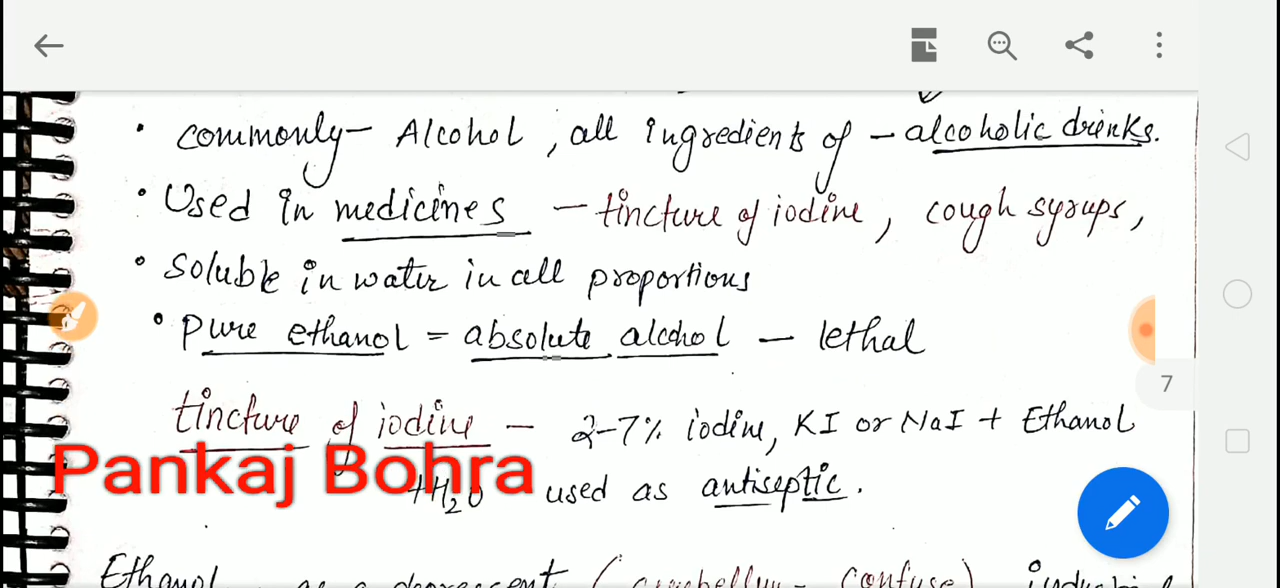 • commonly – Alcohol, all ingredients of – alcoholic drinks.
• Used in medicines – tincture of iodine, cough syrups,
• soluble in water in all proportions
• pure ethanol = absolute alcohol – lethal
7
tincture of iodine – 2-7% iodine, KI or NaI + Ethanol
Pankaj Bohra
+H₂O used as antiseptic.
Ethanol